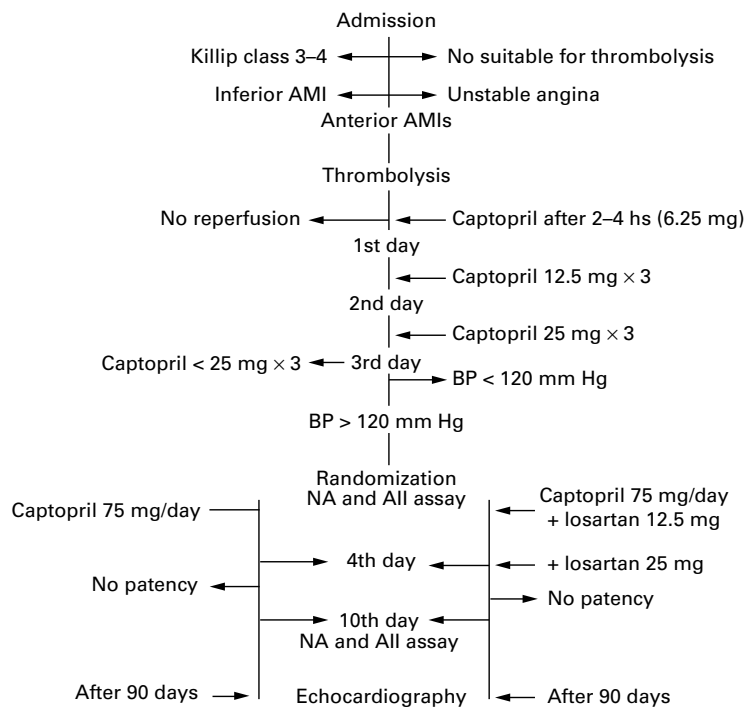 Admission
Killip class 3–4
No suitable for thrombolysis
Inferior AMI
Unstable angina
Anterior AMIs
Thrombolysis
No reperfusion
Captopril after 2–4 hs (6.25 mg)
1st day
Captopril 12.5 mg × 3
2nd day
Captopril 25 mg × 3
Captopril < 25 mg × 3
3rd day
BP < 120 mm Hg
BP > 120 mm Hg
Randomization
NA and AII assay
Captopril 75 mg/day
Captopril 75 mg/day
+ losartan 12.5 mg
4th day
+ losartan 25 mg
No patency
No patency
10th day
NA and AII assay
After 90 days
Echocardiography
After 90 days